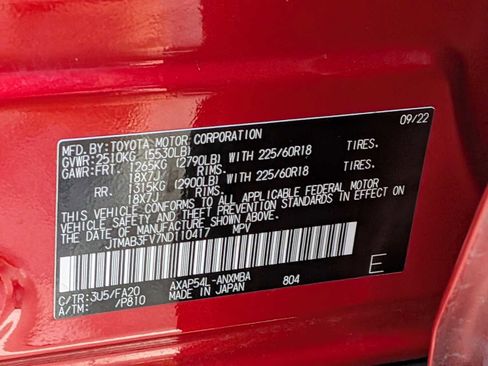 MFD.BY:TOYOTA MOTOR CORPORATION 09/22
GVWR:2510KG (5530LB)
GAWR:FRT. 1265KG (2790LB) WITH 225/60R18 TIRES.
18X7J RIMS.
RR. 1315KG (2900LB) WITH 225/60R18 TIRES.
18X7J RIMS.
THIS VEHICLE CONFORMS TO ALL APPLICABLE FEDERAL MOTOR
VEHICLE SAFETY AND THEFT PREVENTION STANDARDS IN EFFECT ON
THE DATE OF MANUFACTURE SHOWN ABOVE.
JTMAB3FV7ND110417 MPV
C/TR:3U5/FA20 AXAP54L-ANXMBA 804 E
A/TM: /P810 MADE IN JAPAN